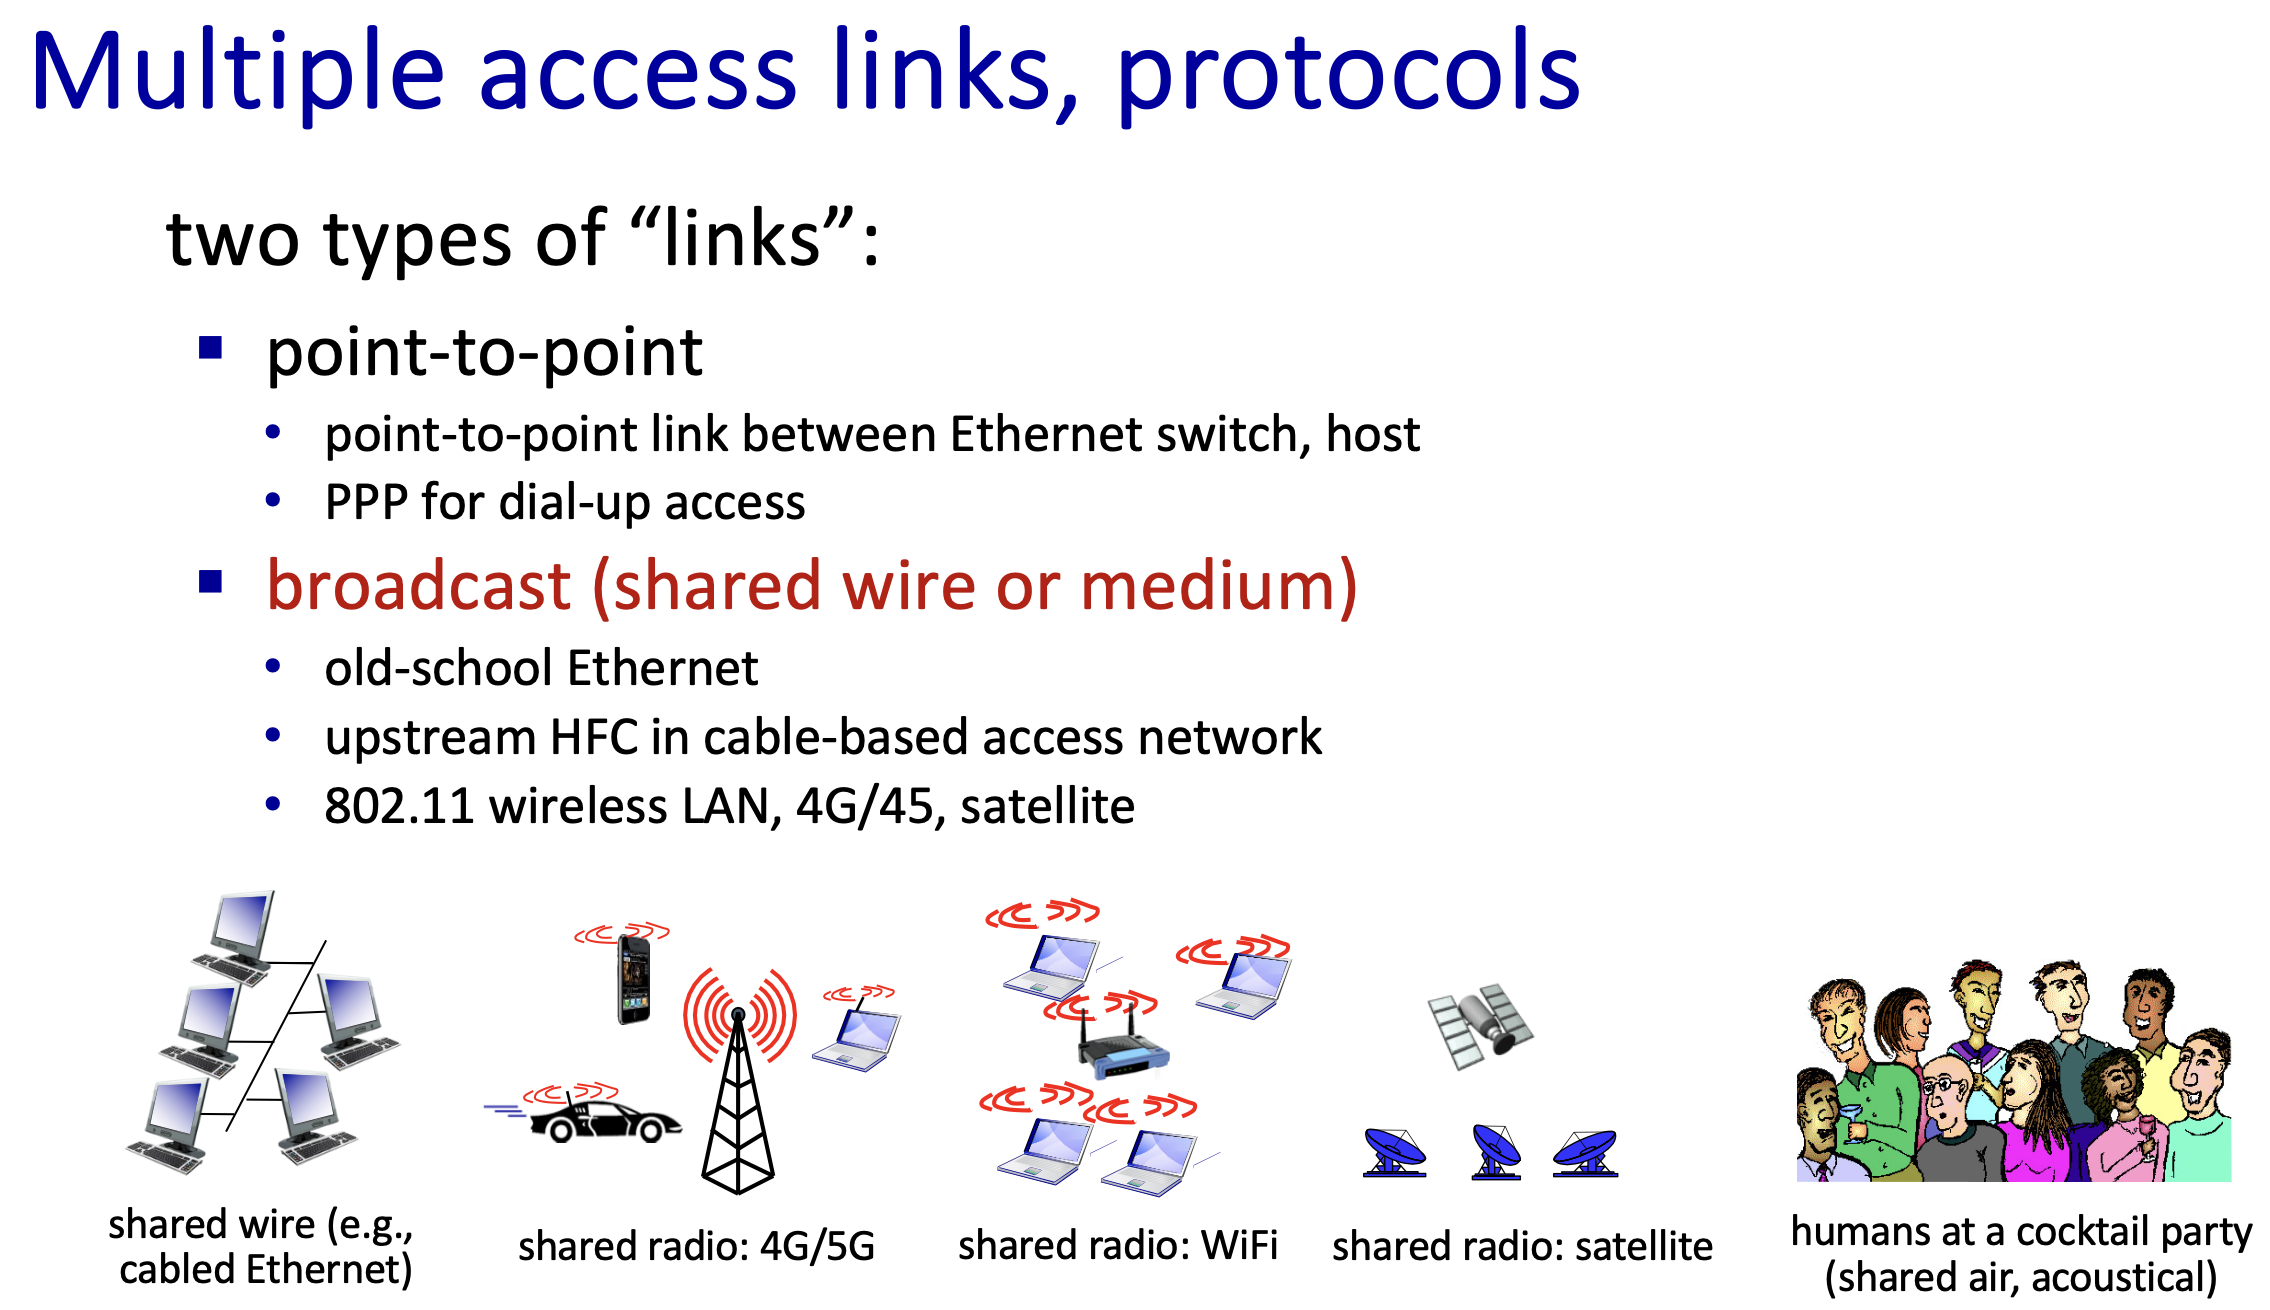 Multiple access links, protocols
two types of “links”:
point-to-point
point-to-point link between Ethernet switch, host
PPP for dial-up access
broadcast (shared wire or medium)
old-school Ethernet
upstream HFC in cable-based access network
802.11 wireless LAN, 4G/45, satellite
shared wire (e.g.,
cabled Ethernet)
shared radio: 4G/5G
shared radio: WiFi
shared radio: satellite
humans at a cocktail party
(shared air, acoustical)